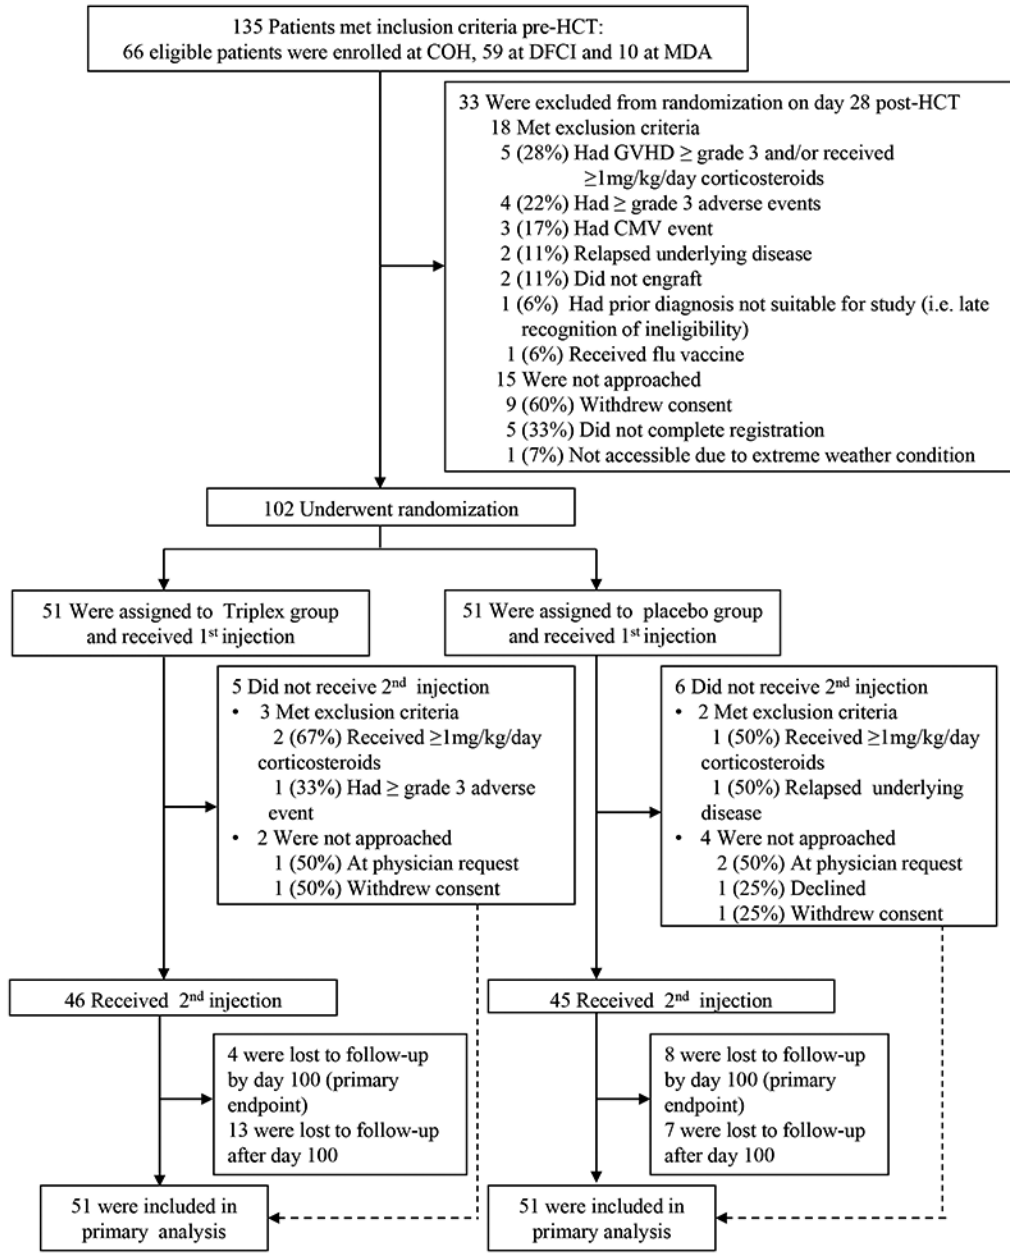 135 Patients met inclusion criteria pre-HCT:
66 eligible patients were enrolled at COH, 59 at DFCI and 10 at MDA
33 Were excluded from randomization on day 28 post-HCT
18 Met exclusion criteria
5 (28%) Had GVHD ≥ grade 3 and/or received
≥1mg/kg/day corticosteroids
4 (22%) Had ≥ grade 3 adverse events
3 (17%) Had CMV event
2 (11%) Relapsed underlying disease
2 (11%) Did not engraft
1 (6%) Had prior diagnosis not suitable for study (i.e. late
recognition of ineligibility)
1 (6%) Received flu vaccine
15 Were not approached
9 (60%) Withdrew consent
5 (33%) Did not complete registration
1 (7%) Not accessible due to extreme weather condition
102 Underwent randomization
51 Were assigned to Triplex group
and received 1st injection
51 Were assigned to placebo group
and received 1st injection
5 Did not receive 2nd injection
• 3 Met exclusion criteria
2 (67%) Received ≥1mg/kg/day
corticosteroids
1 (33%) Had ≥ grade 3 adverse
event
• 2 Were not approached
1 (50%) At physician request
1 (50%) Withdrew consent
6 Did not receive 2nd injection
• 2 Met exclusion criteria
1 (50%) Received ≥1mg/kg/day
corticosteroids
1 (50%) Relapsed underlying
disease
• 4 Were not approached
2 (50%) At physician request
1 (25%) Declined
1 (25%) Withdrew consent
46 Received 2nd injection
45 Received 2nd injection
4 were lost to follow-up
by day 100 (primary
endpoint)
13 were lost to follow-up
after day 100
8 were lost to follow-up
by day 100 (primary
endpoint)
7 were lost to follow-up
after day 100
51 were included in
primary analysis
51 were included in
primary analysis